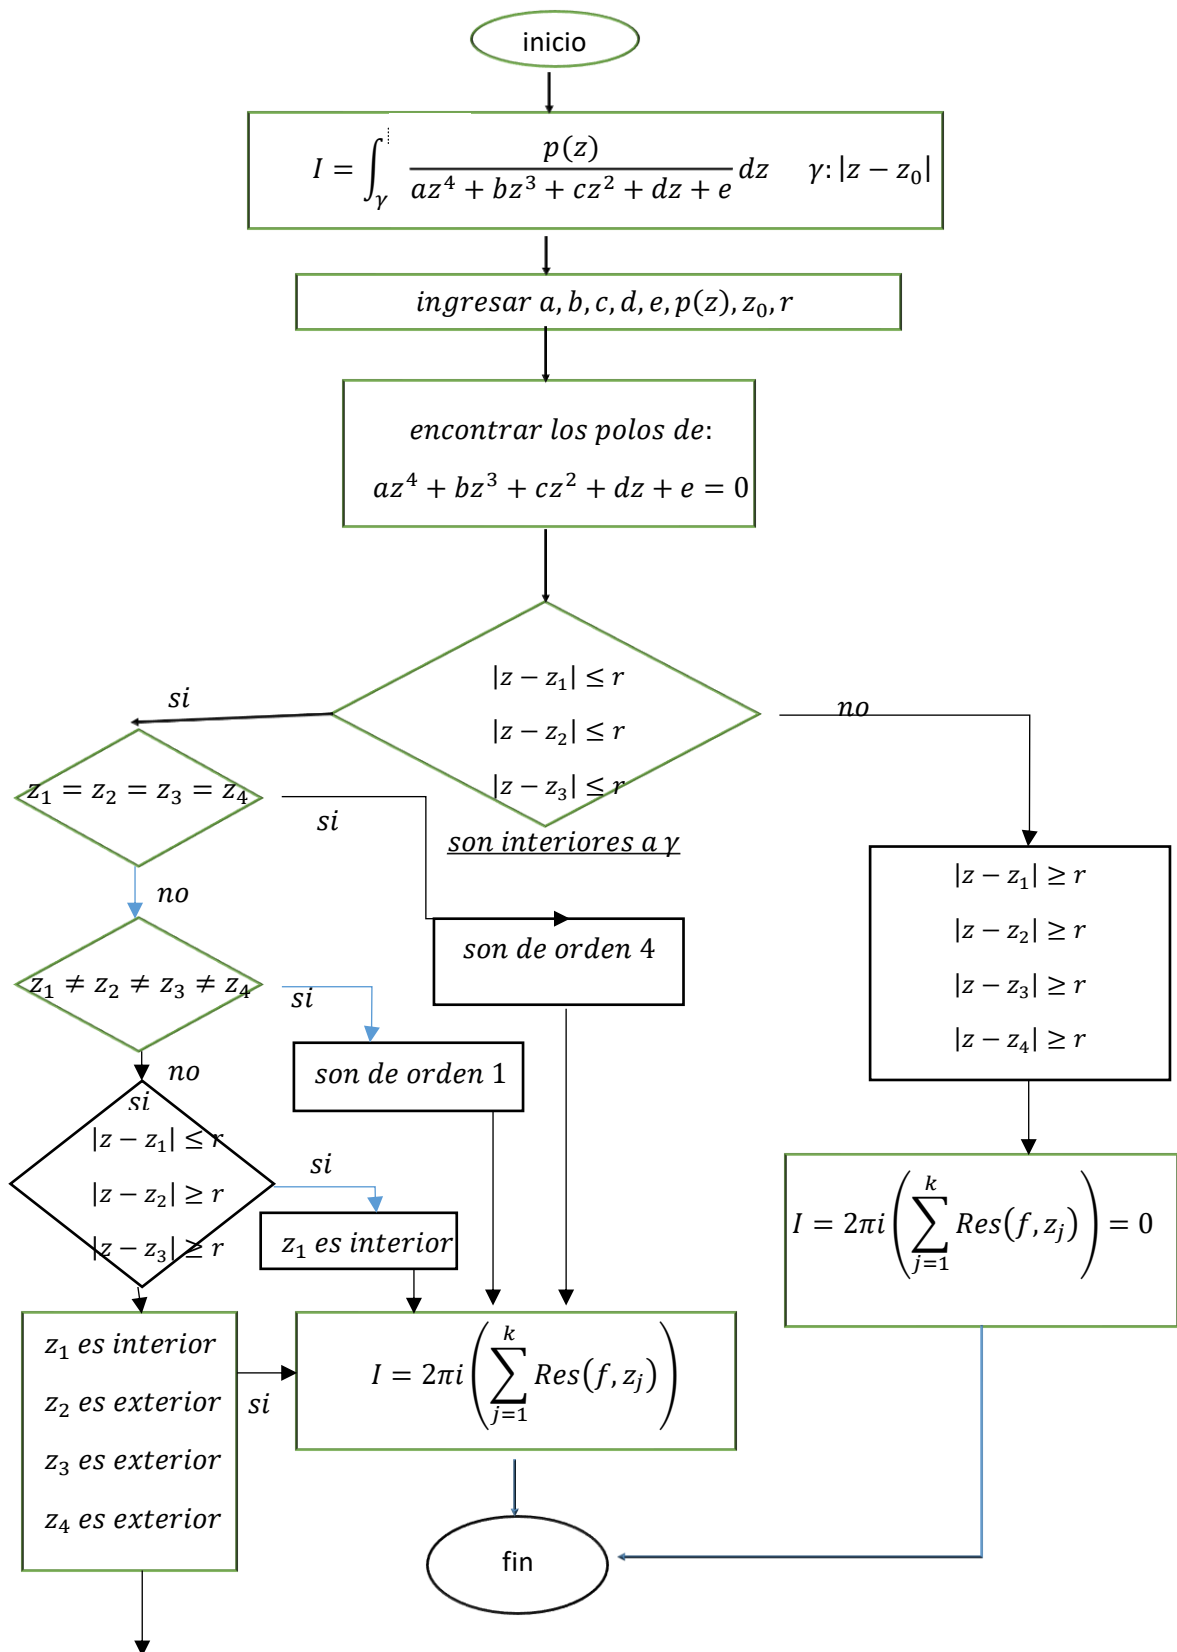 inicio
I = ∫_γ p(z) / (az⁴ + bz³ + cz² + dz + e) dz    γ: |z − z₀|
ingresar a, b, c, d, e, p(z), z₀, r
encontrar los polos de:
az⁴ + bz³ + cz² + dz + e = 0
|z − z₁| ≤ r
|z − z₂| ≤ r
|z − z₃| ≤ r
son interiores a γ
si
no
z₁ = z₂ = z₃ = z₄
si
no
son de orden 4
z₁ ≠ z₂ ≠ z₃ ≠ z₄
si
no
son de orden 1
si
|z − z₁| ≤ r
|z − z₂| ≥ r
|z − z₃| ≥ r
si
z₁ es interior
z₁ es interior
z₂ es exterior
z₃ es exterior
z₄ es exterior
si
I = 2πi (∑_{j=1}^{k} Res(f, z_j))
|z − z₁| ≥ r
|z − z₂| ≥ r
|z − z₃| ≥ r
|z − z₄| ≥ r
I = 2πi (∑_{j=1}^{k} Res(f, z_j)) = 0
fin